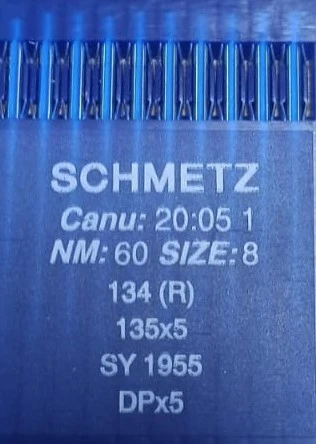 SCHMETZ
Canu: 20:05 1
NM: 60 SIZE: 8
134 (R)
135x5
SY 1955
DPx5